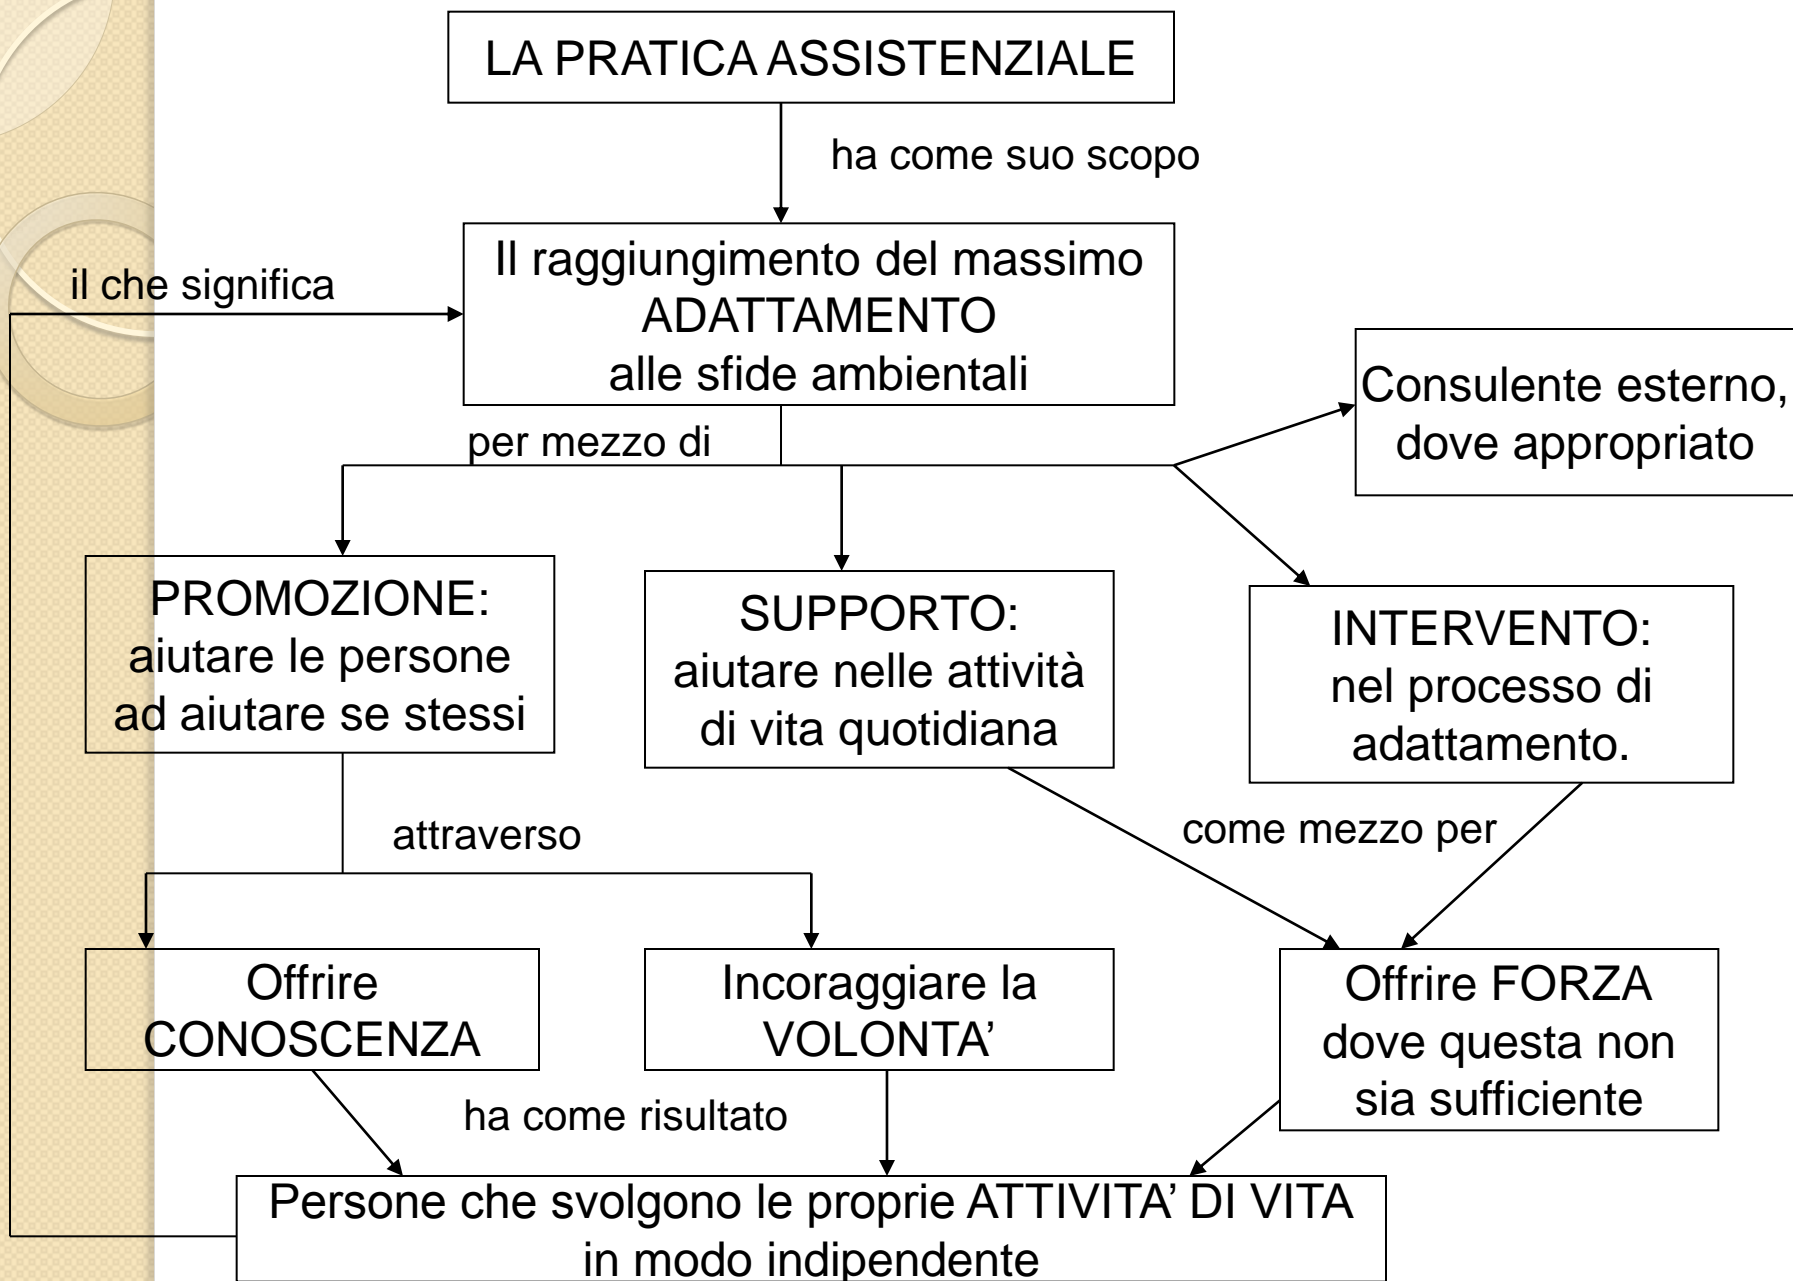 LA PRATICA ASSISTENZIALE
ha come suo scopo
Il raggiungimento del massimo
ADATTAMENTO
alle sfide ambientali
il che significa
Consulente esterno,
dove appropriato
per mezzo di
PROMOZIONE:
aiutare le persone
ad aiutare se stessi
SUPPORTO:
aiutare nelle attività
di vita quotidiana
INTERVENTO:
nel processo di
adattamento.
attraverso
come mezzo per
Offrire
CONOSCENZA
Incoraggiare la
VOLONTA’
Offrire FORZA
dove questa non
sia sufficiente
ha come risultato
Persone che svolgono le proprie ATTIVITA’ DI VITA
in modo indipendente